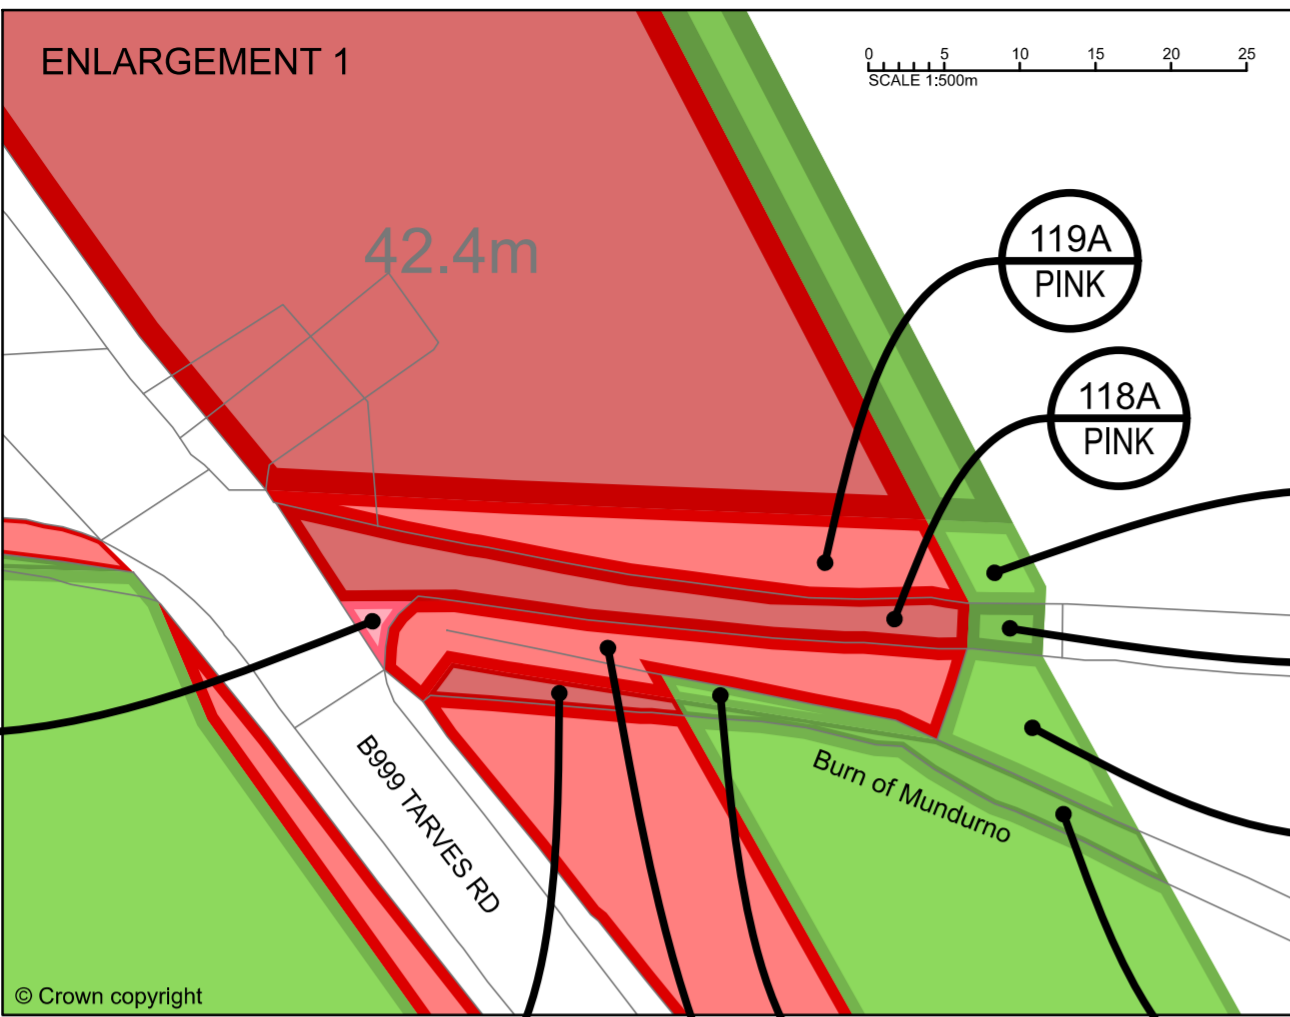 ENLARGEMENT 1
0 5 10 15 20 25
SCALE 1:500m
42.4m
119A
PINK
118A
PINK
B999 TARVES RD
Burn of Mundurno
© Crown copyright